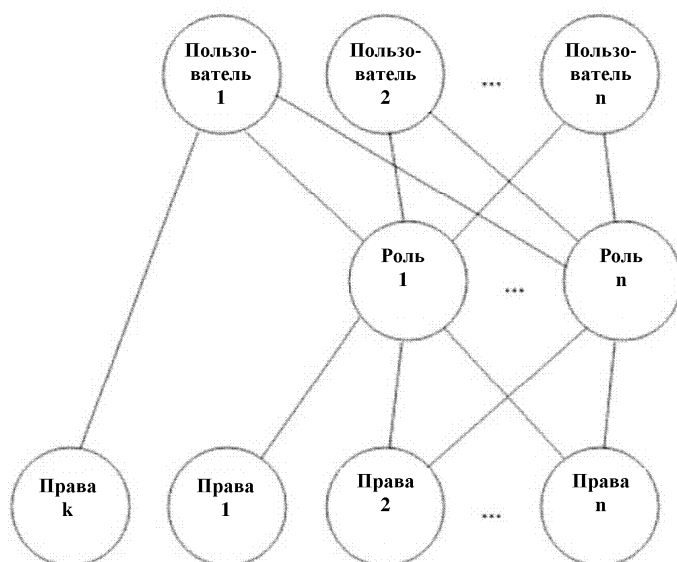 Пользо-
ватель
1
Пользо-
ватель
2
...
Пользо-
ватель
n
Роль
1
...
Роль
n
Права
k
Права
1
Права
2
...
Права
n